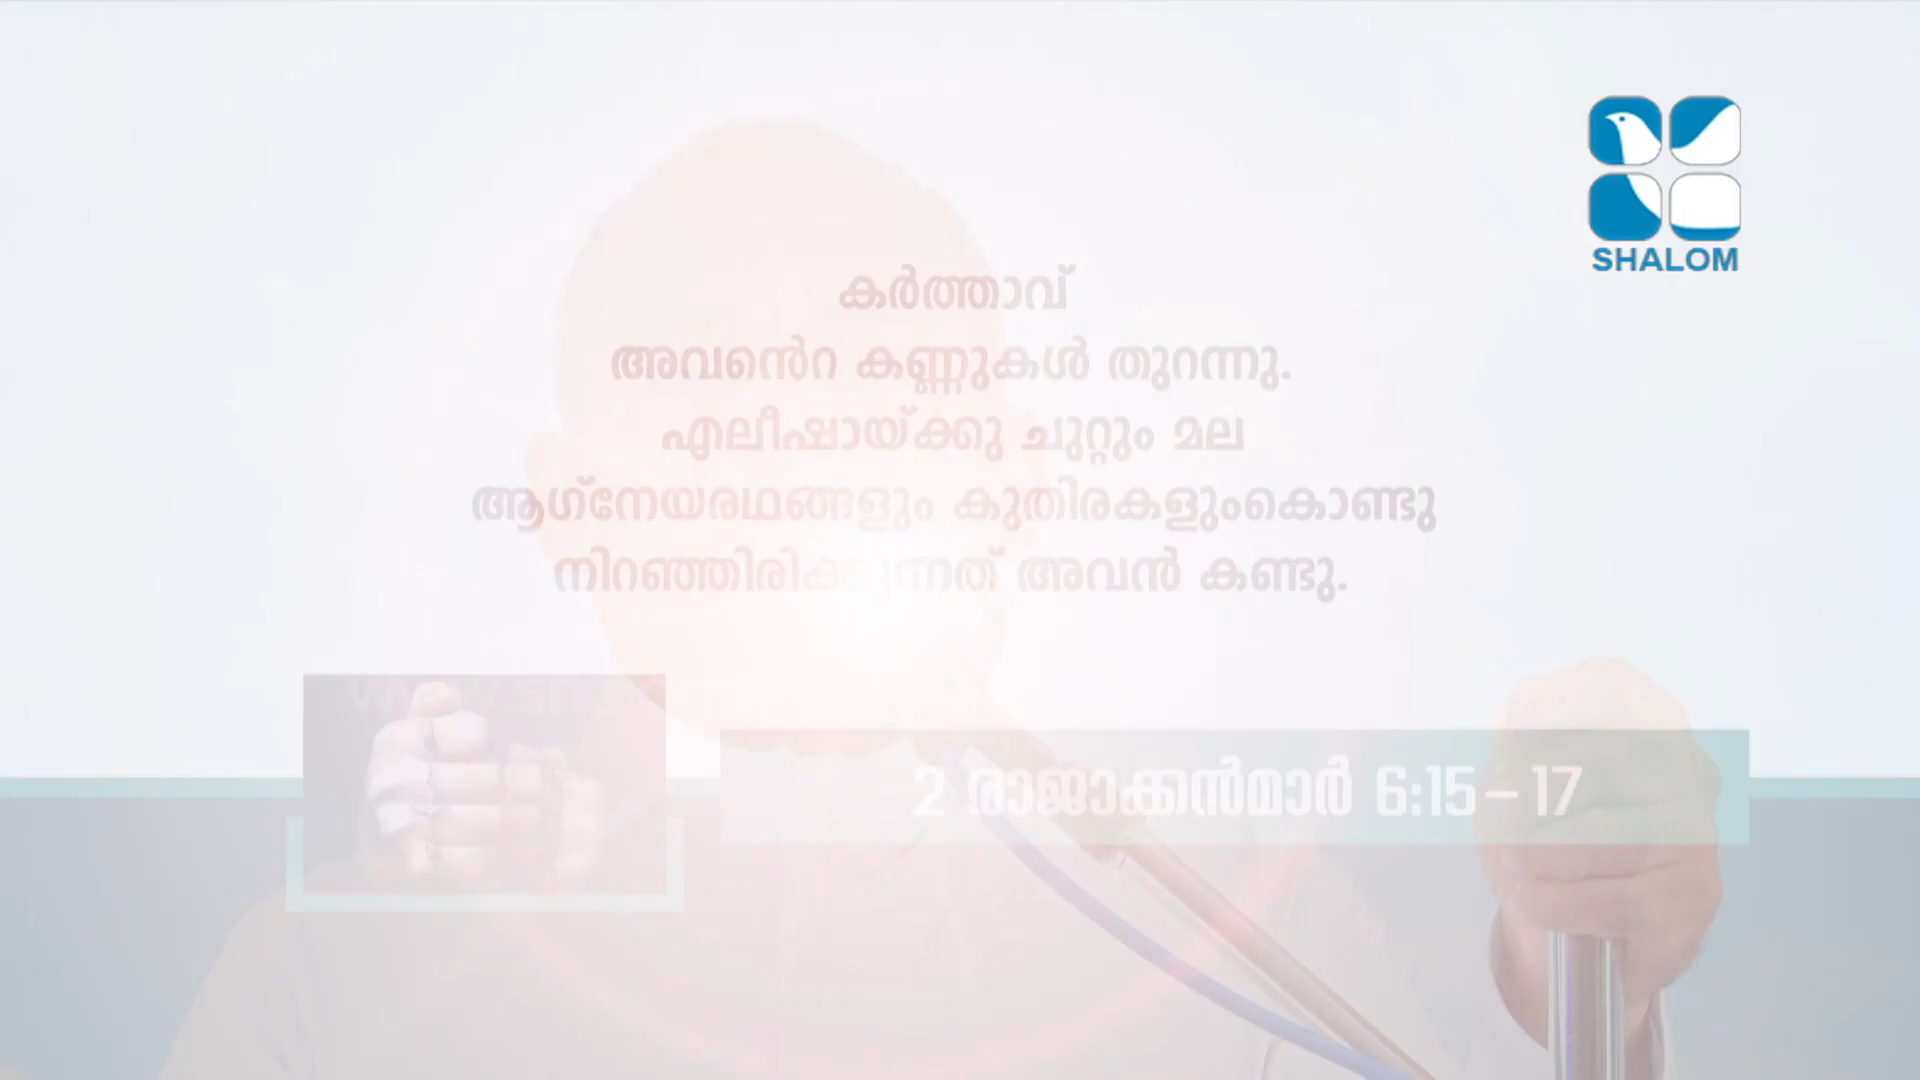 SHALOM
കർത്താവ്
അവൻെറ കണ്ണുകൾ തുറന്നു.
എലീഷായ്ക്കു ചുറ്റും മല
ആഗ്നേയരഥങ്ങളും കുതിരകളുംകൊണ്ടു
നിറഞ്ഞിരിക്കുന്നത് അവൻ കണ്ടു.
2 രാജാക്കൻമാർ 6:15– 17